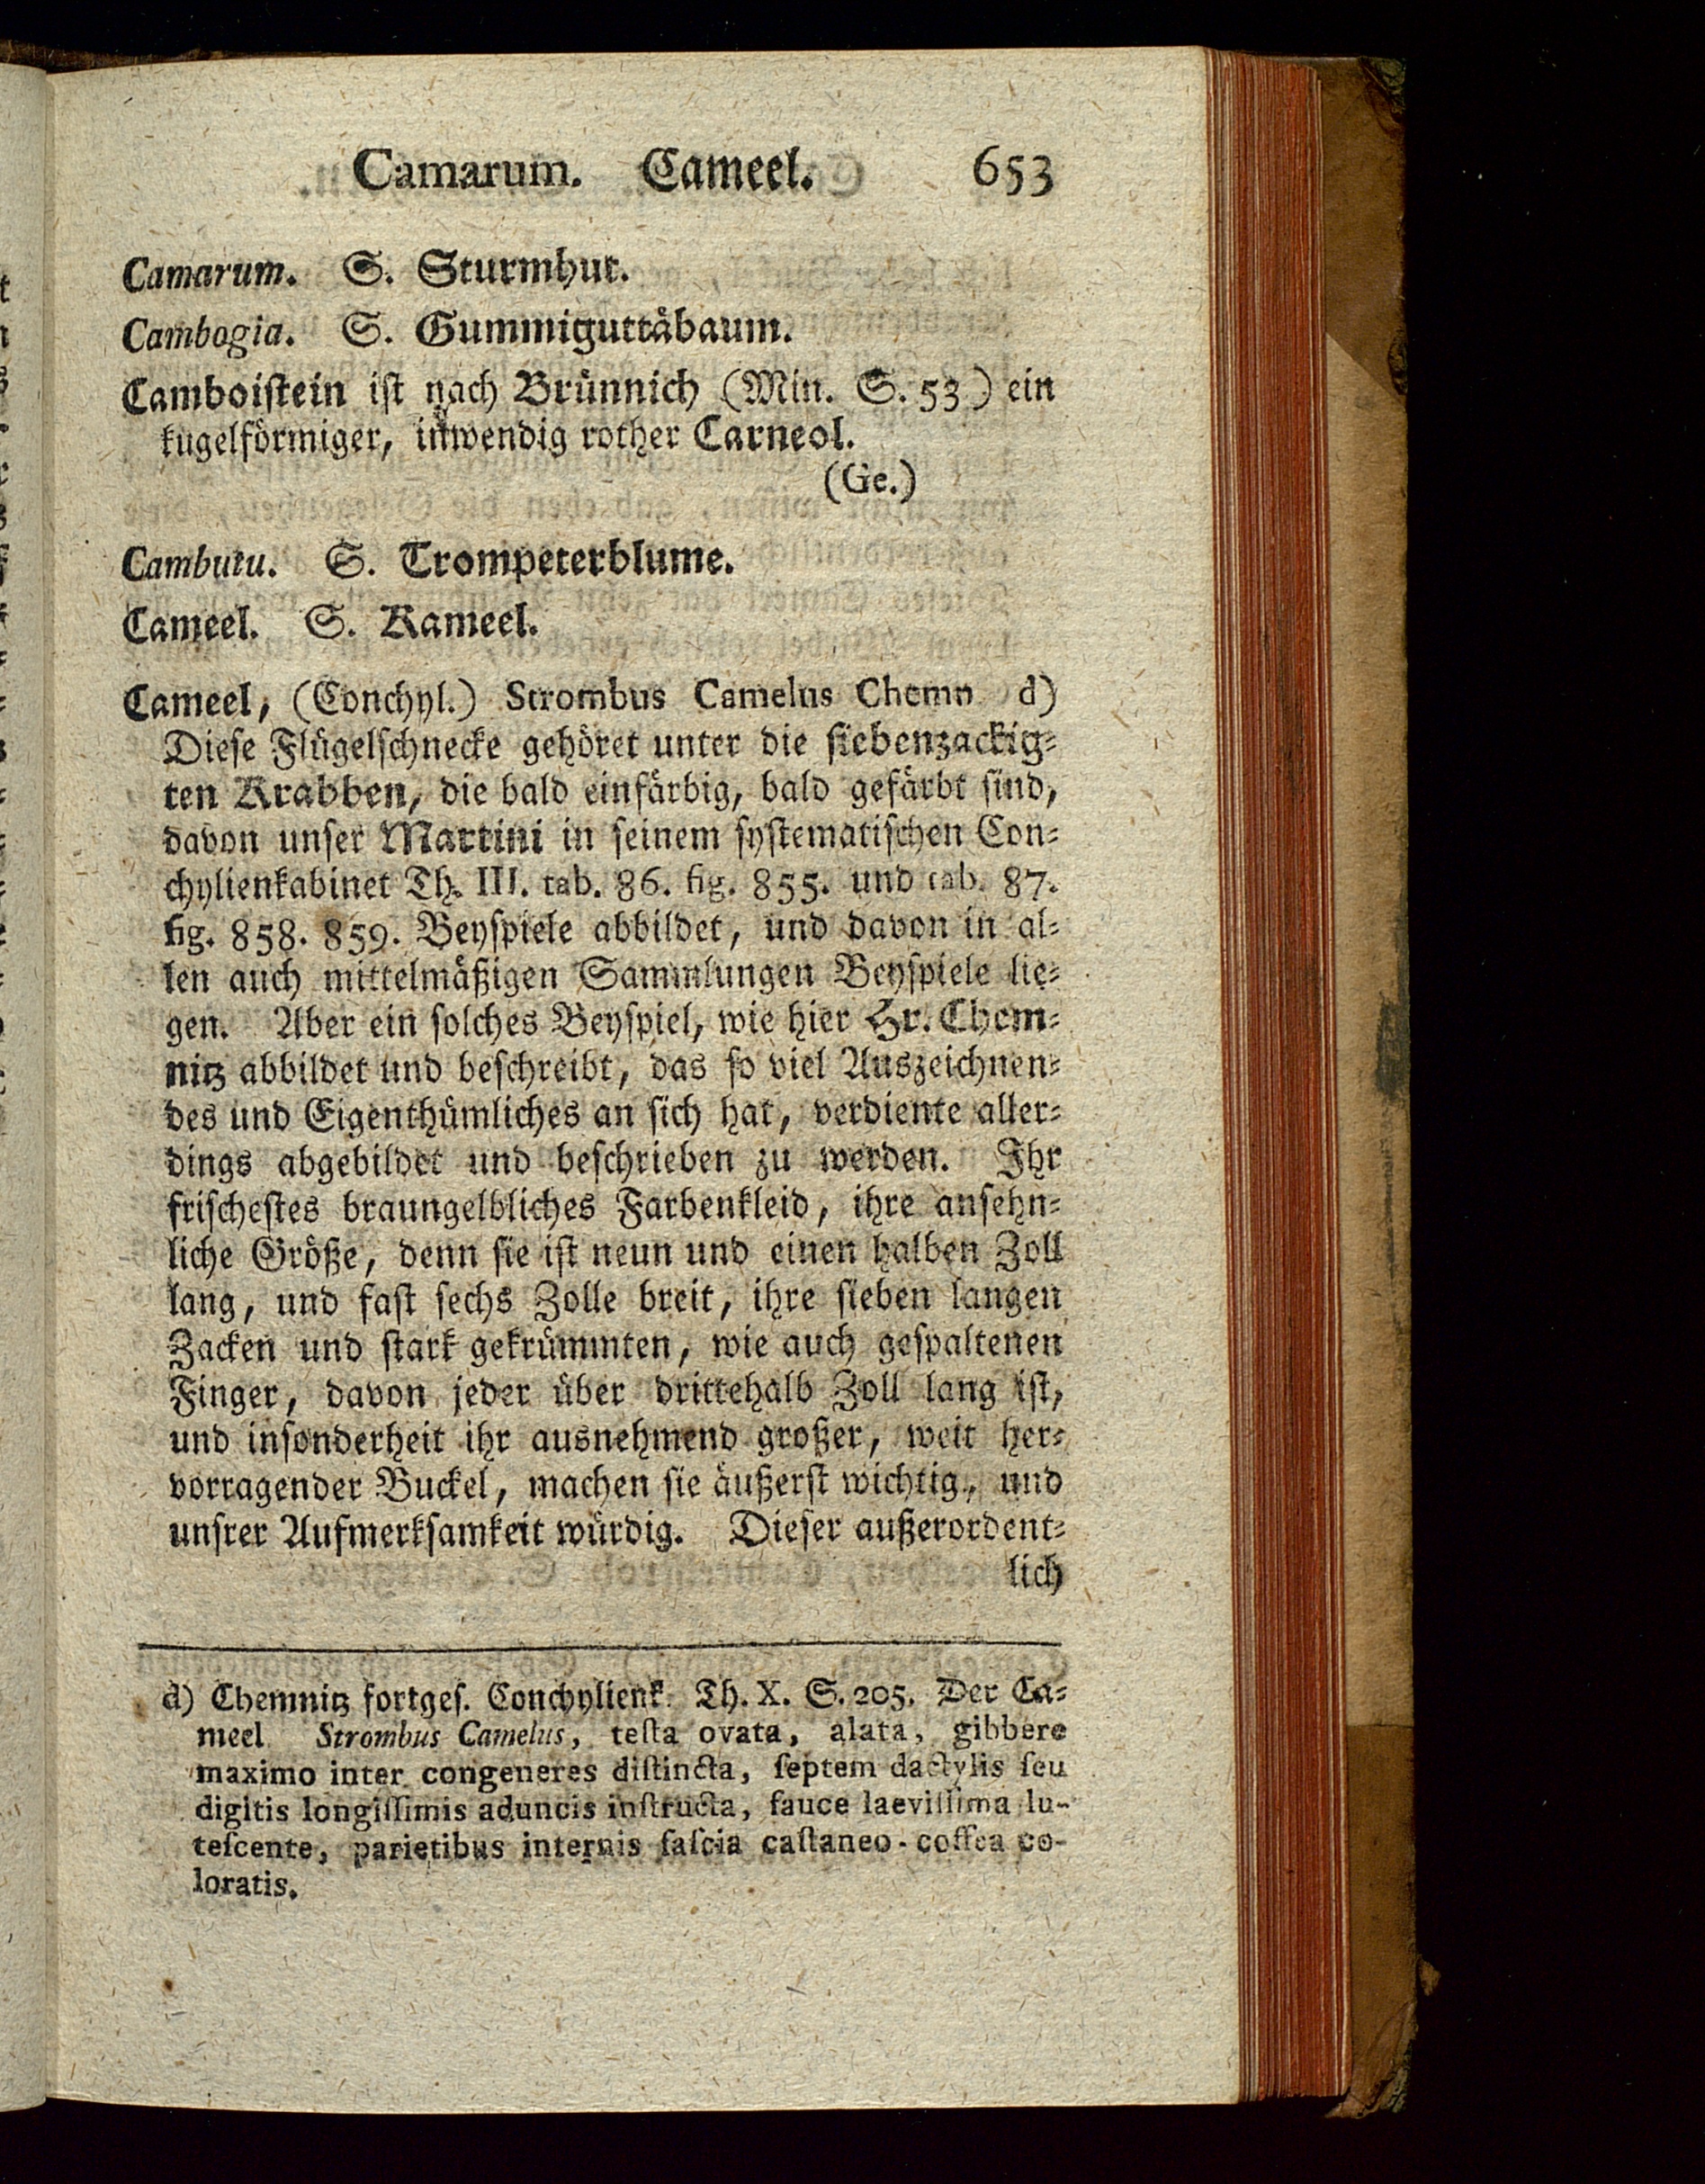 Camarum. Cameel. 653
Camarum. S. Sturmhut.
Cambogia. S. Gummiguttäbaum.
Camboistein ist nach Brünnich (Min. S. 53) ein
kugelförmiger, inwendig rother Carneol.
(Ge.)
Cambutu. S. Trompeterblume.
Cameel. S. Kameel.
Cameel, (Conchyl.) Strombus Camelus Chemn d)
Diese Flügelschnecke gehöret unter die siebenzackig-
ten Krabben, die bald einfärbig, bald gefärbt sind,
davon unser Martini in seinem systematischen Con-
chylienkabinet Th. III. tab. 86. fig. 855. und tab. 87.
fig. 858. 859. Beyspiele abbildet, und davon in al-
len auch mittelmäßigen Sammlungen Beyspiele lie-
gen. Aber ein solches Beyspiel, wie hier Hr. Chem-
nitz abbildet und beschreibt, das so viel Auszeichnen-
des und Eigenthümliches an sich hat, verdiente aller-
dings abgebildet und beschrieben zu werden. Ihr
frischestes braungelbliches Farbenkleid, ihre ansehn-
liche Größe, denn sie ist neun und einen halben Zoll
lang, und fast sechs Zolle breit, ihre sieben langen
Zacken und stark gekrümmten, wie auch gespaltenen
Finger, davon jeder über drittehalb Zoll lang ist,
und insonderheit ihr ausnehmend großer, weit her-
vorragender Buckel, machen sie äußerst wichtig, und
unsrer Aufmerksamkeit würdig. Dieser außerordent-
lich
d) Chemnitz fortges. Conchylienk. Th. X. S. 205. Der Ca-
meel Strombus Camelus, teſta ovata, alata, gibbere
maximo inter congeneres diſtincta, ſeptem dactylis ſeu
digitis longiſſimis aduncis inſtructa, fauce laeviſſima lu-
teſcente, parietibus internis faſcia caſtaneo-coffea co-
loratis.